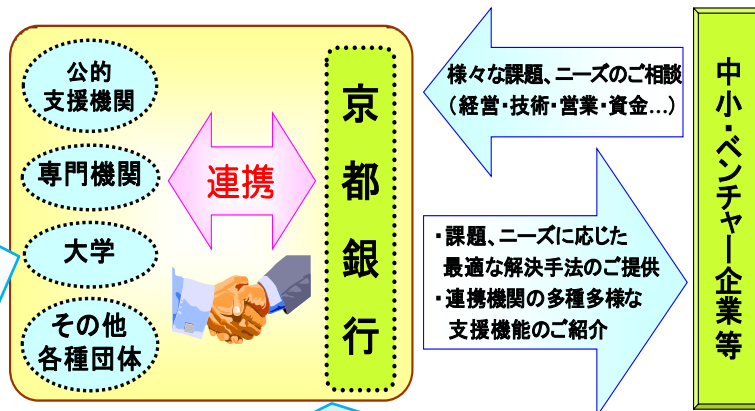 公的
支援機関
専門機関
大学
その他
各種団体
連携
京都銀行
様々な課題、ニーズのご相談
（経営・技術・営業・資金…）
・課題、ニーズに応じた
最適な解決手法のご提供
・連携機関の多種多様な
支援機能のご紹介
中小・ベンチャー企業等